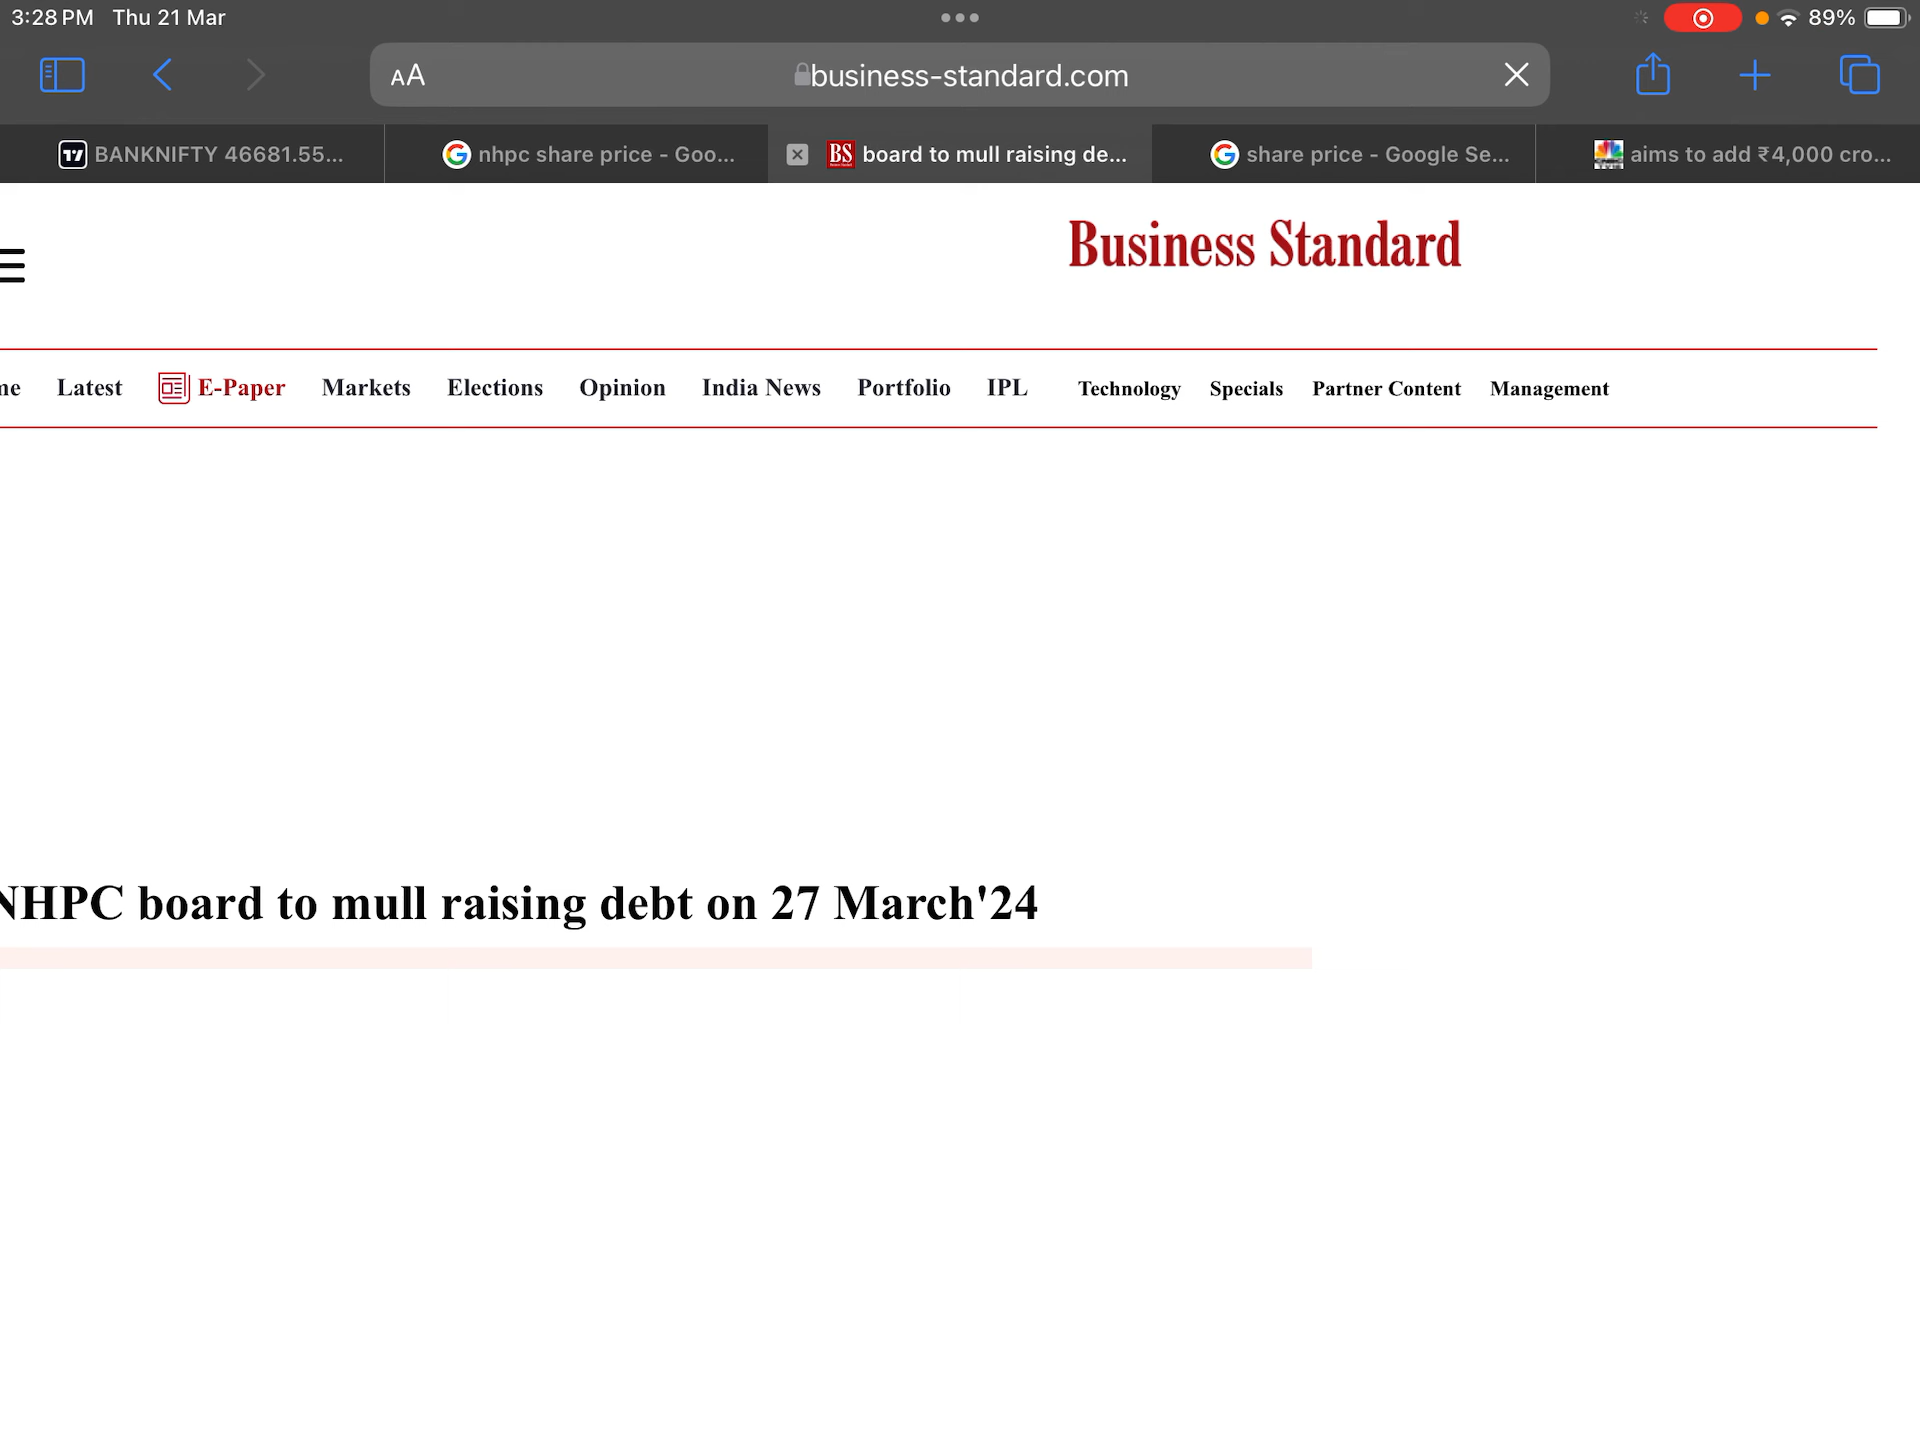 3:28 PM Thu 21 Mar
89%
AA
business-standard.com
BANKNIFTY 46681.55...
nhpc share price - Goo...
BS board to mull raising de...
share price - Google Se...
aims to add ₹4,000 cro...
Business Standard
me Latest E-Paper Markets Elections Opinion India News Portfolio IPL Technology Specials Partner Content Management
NHPC board to mull raising debt on 27 March'24